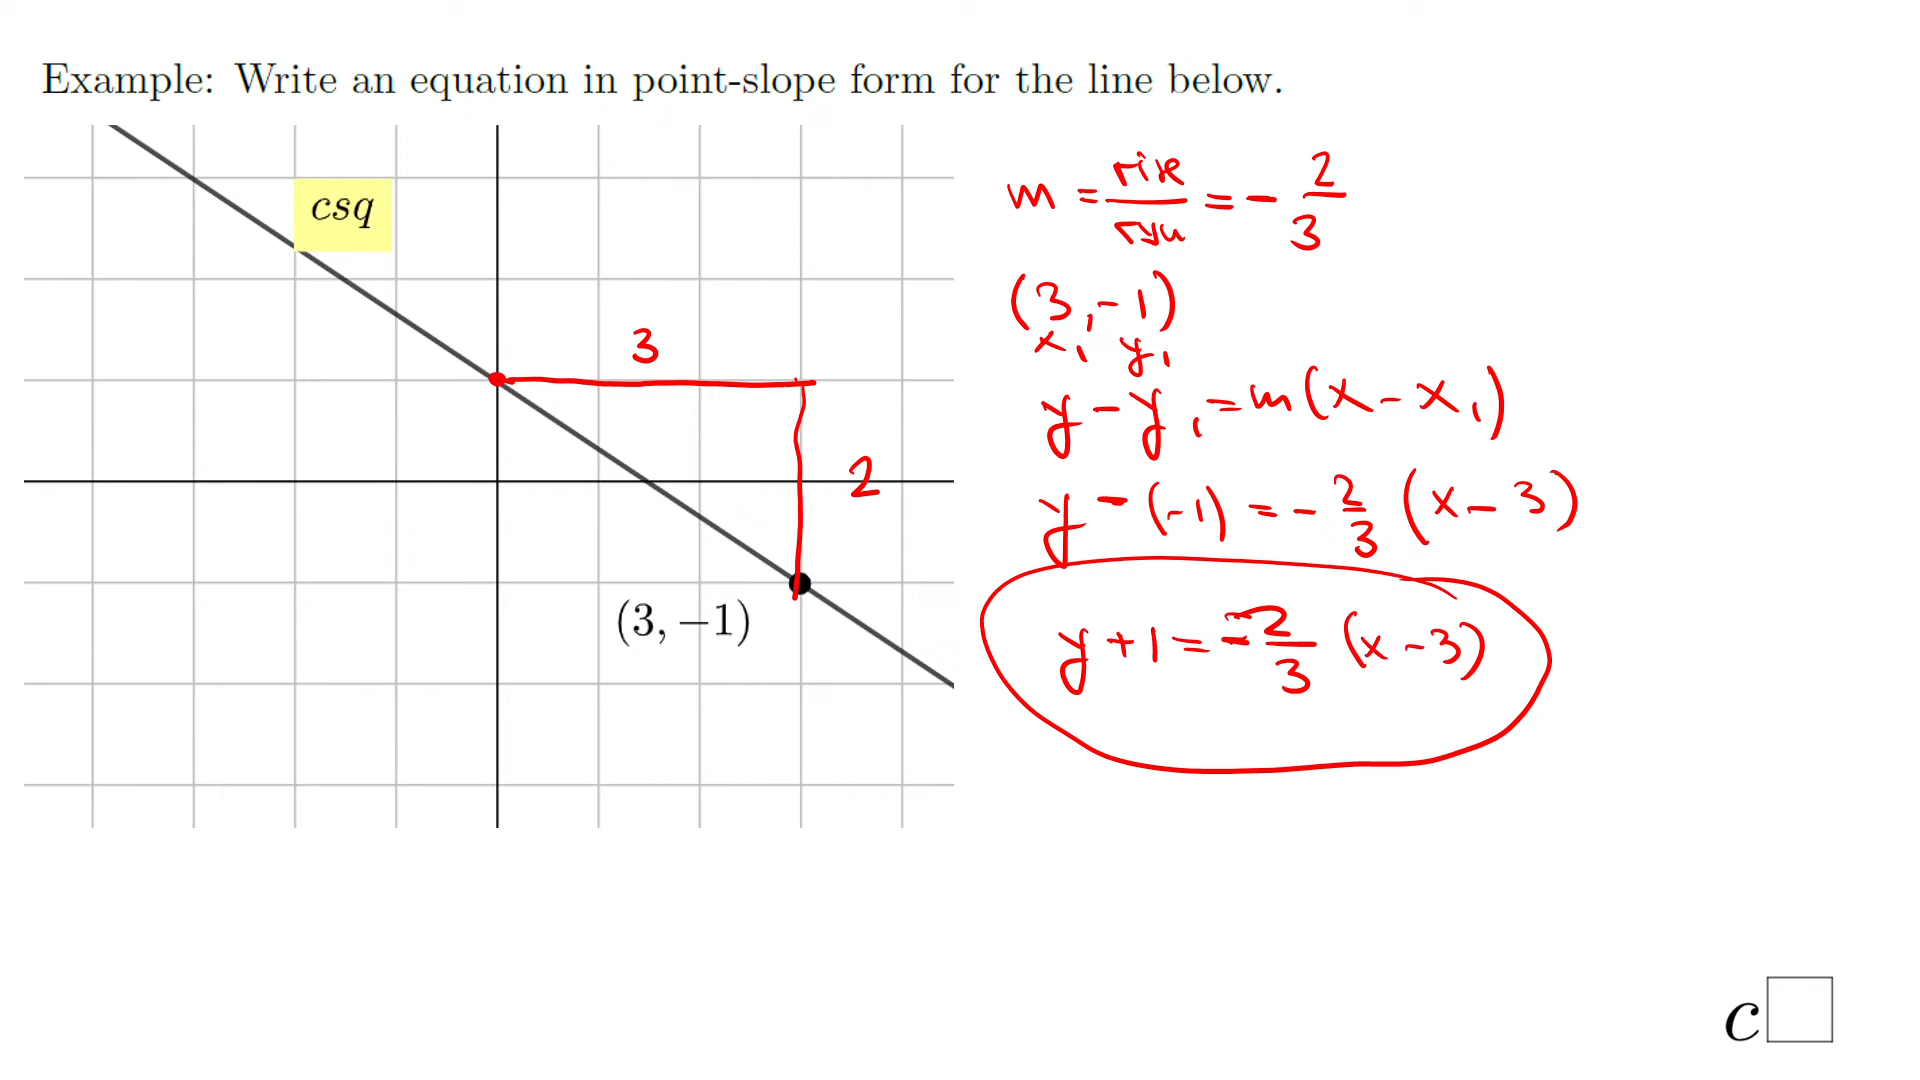 Example: Write an equation in point-slope form for the line below.
csq
3
2
(3, −1)
m = rise/run = - 2/3
(3, -1)
x₁ y₁
y - y₁ = m(x - x₁)
y - (-1) = - 2/3 (x - 3)
y + 1 = -2/3 (x - 3)
c□